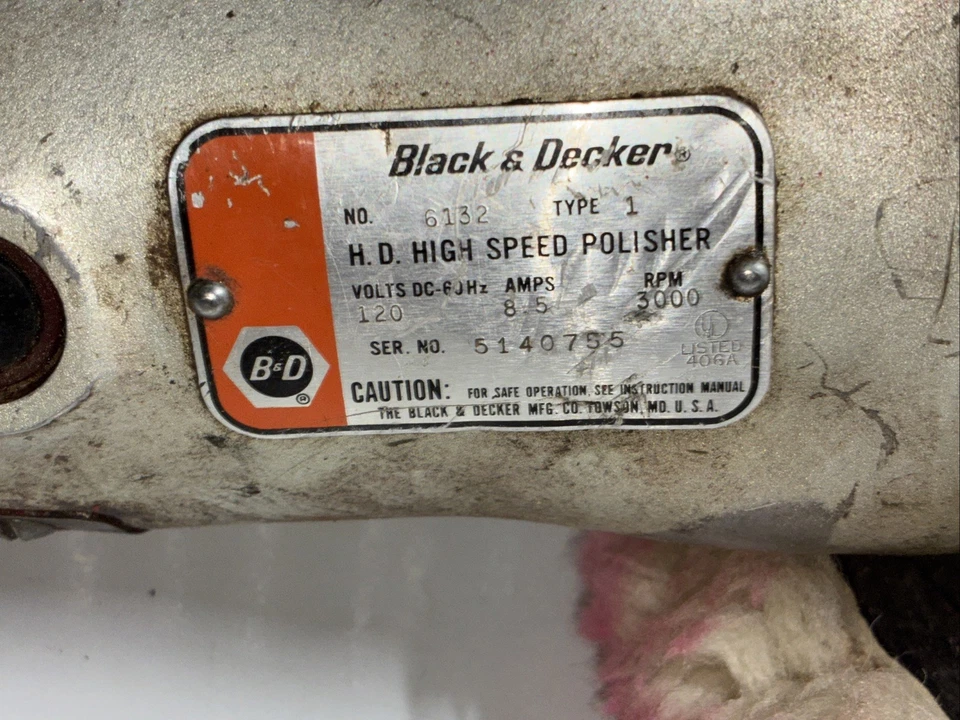 Black & Decker®
NO. 6132 TYPE 1
H.D. HIGH SPEED POLISHER
VOLTS DC-60Hz AMPS RPM
120 8.5 3000
SER. NO. 5140755
UL
LISTED
406A
B&D®
CAUTION: FOR SAFE OPERATION, SEE INSTRUCTION MANUAL
THE BLACK & DECKER MFG. CO. TOWSON, MD. U.S.A.